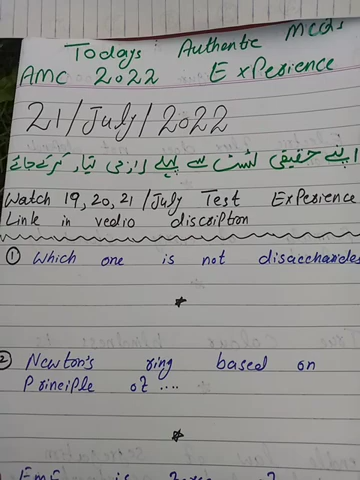 Todays Authentic Mcqs
AMC 2022 ExPerience
21/July/2022
اپنے حقیقی ٹسٹ سے پہلے لازمی تیار کر کے جائے
Watch 19, 20, 21 /July Test ExPerience
Link in vedio discription
① Which one is not disaccharides
② Newton's ring based on
Principle of ....